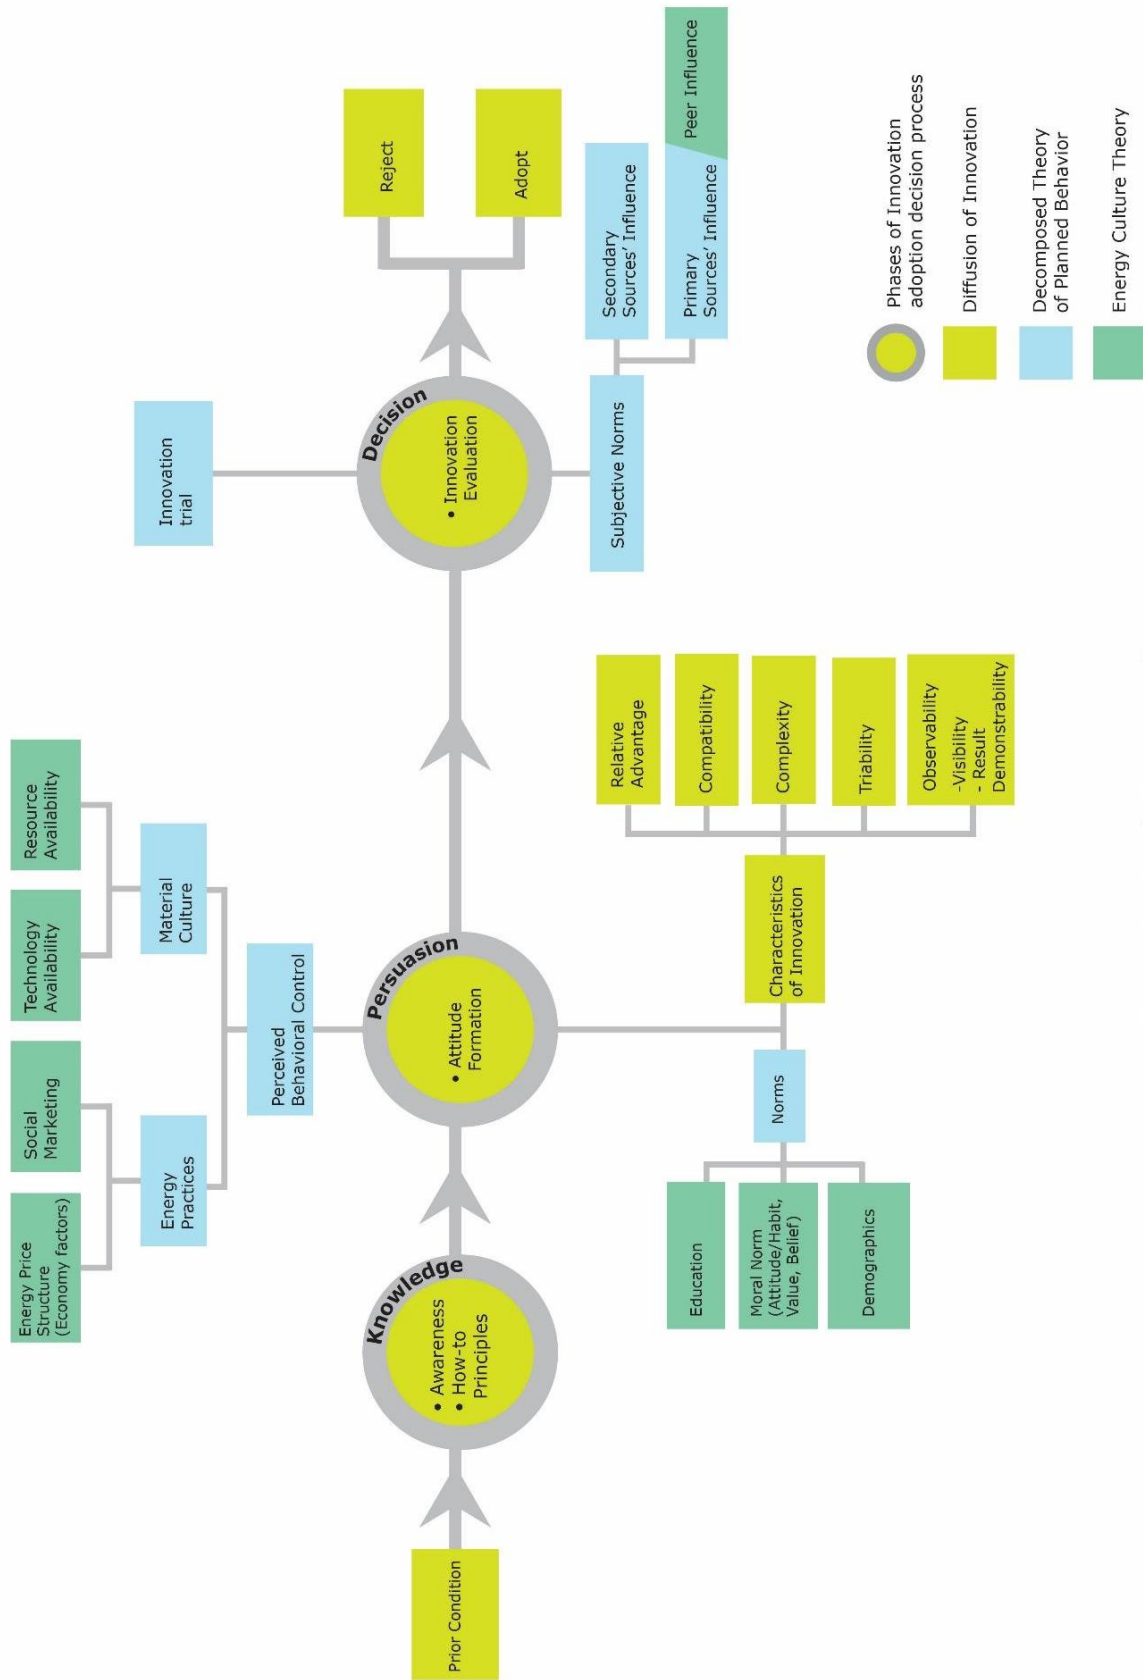 Energy Price
Structure
(Economy factors)
Social
Marketing
Technology
Availability
Resource
Availability
Energy
Practices
Material
Culture
Perceived
Behavioral Control
Innovation
trial
Prior Condition
Knowledge
• Awareness
• How-to
Principles
Persuasion
• Attitude
Formation
Decision
• Innovation
Evaluation
Reject
Adopt
Subjective Norms
Secondary
Sources' Influence
Primary
Sources' Influence
Peer Influence
Education
Moral Norm
(Attitude/Habit,
Value, Belief)
Demographics
Norms
Characteristics
of Innovation
Relative
Advantage
Compatibility
Complexity
Triability
Observability
-Visibility
- Result
Demonstrability
Phases of Innovation
adoption decision process
Diffusion of Innovation
Decomposed Theory
of Planned Behavior
Energy Culture Theory